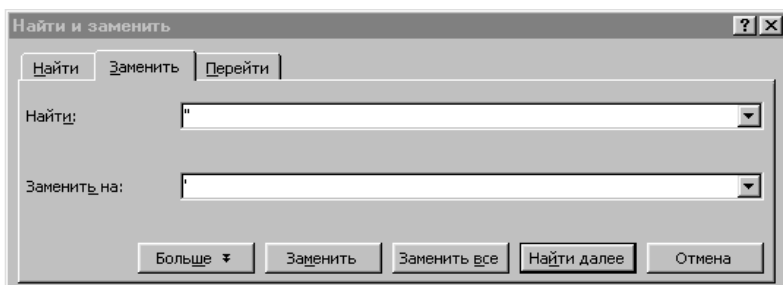 Найти и заменить
Найти Заменить Перейти
Найти: "
Заменить на: '
Больше Заменить Заменить все Найти далее Отмена